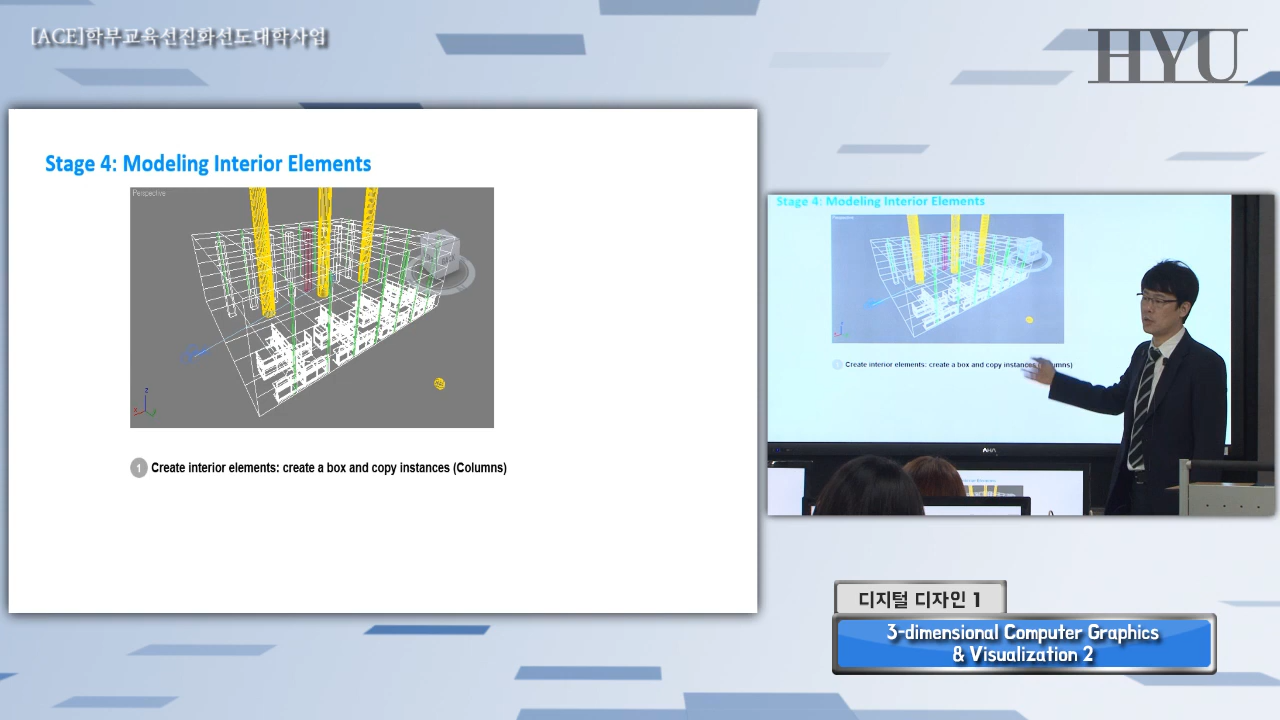 [ACE]학부교육선진화선도대학사업
HYU
Stage 4: Modeling Interior Elements
Perspective
z
x
y
1 Create interior elements: create a box and copy instances (Columns)
Stage 4: Modeling Interior Elements
1 Create interior elements: create a box and copy instances
디지털 디자인 1
3-dimensional Computer Graphics
& Visualization 2